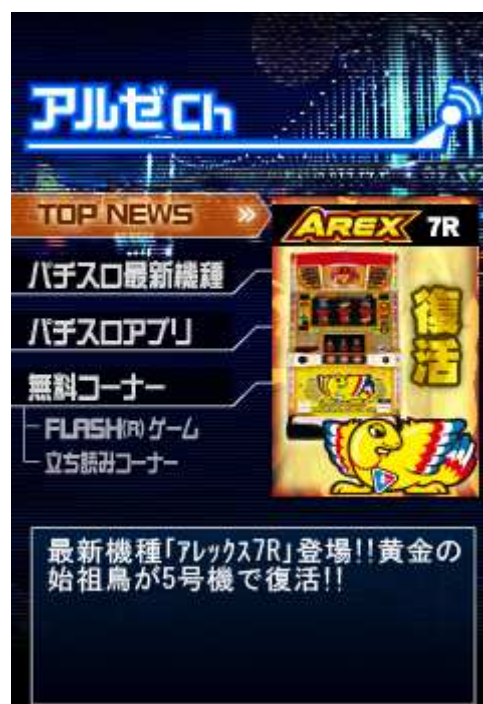 アルゼCh
TOP NEWS »
AREX 7R
復活
パチスロ最新機種
パチスロアプリ
無料コーナー
FLASH(R)ゲーム
立ち読みコーナー
最新機種｢ｱﾚｯｸｽ7R｣登場!!黄金の
始祖鳥が5号機で復活!!